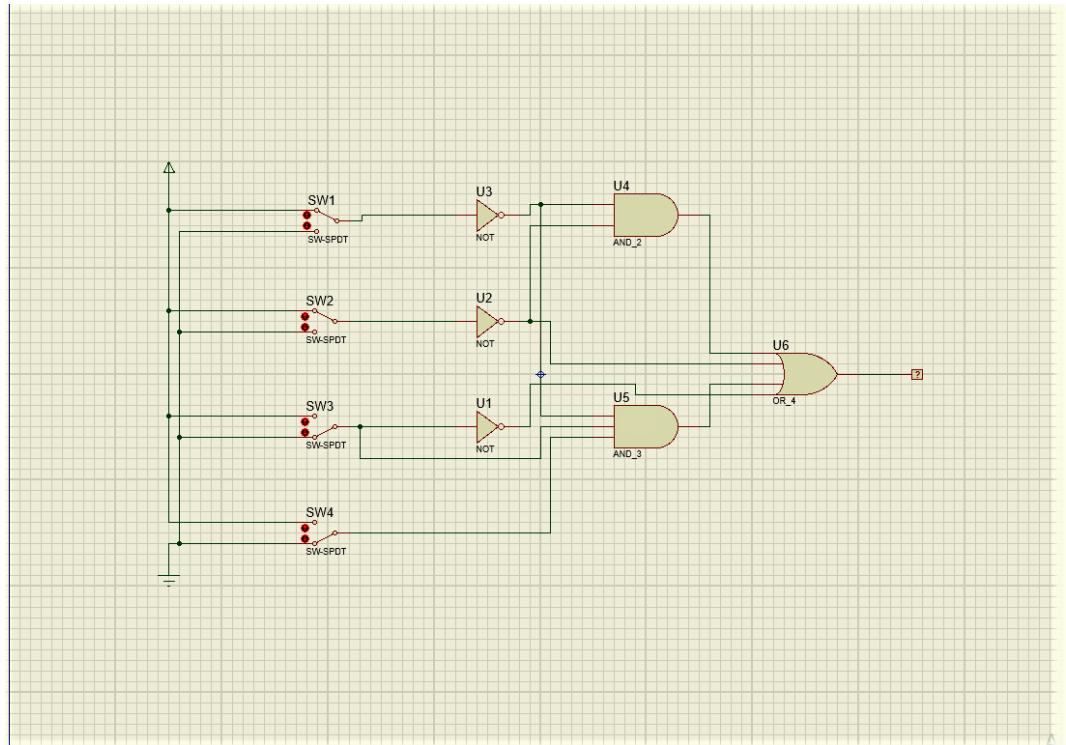 SW1
SW-SPDT
U3
NOT
U4
AND_2
SW2
SW-SPDT
U2
NOT
U6
OR_4
?
SW3
SW-SPDT
U1
NOT
U5
AND_3
SW4
SW-SPDT